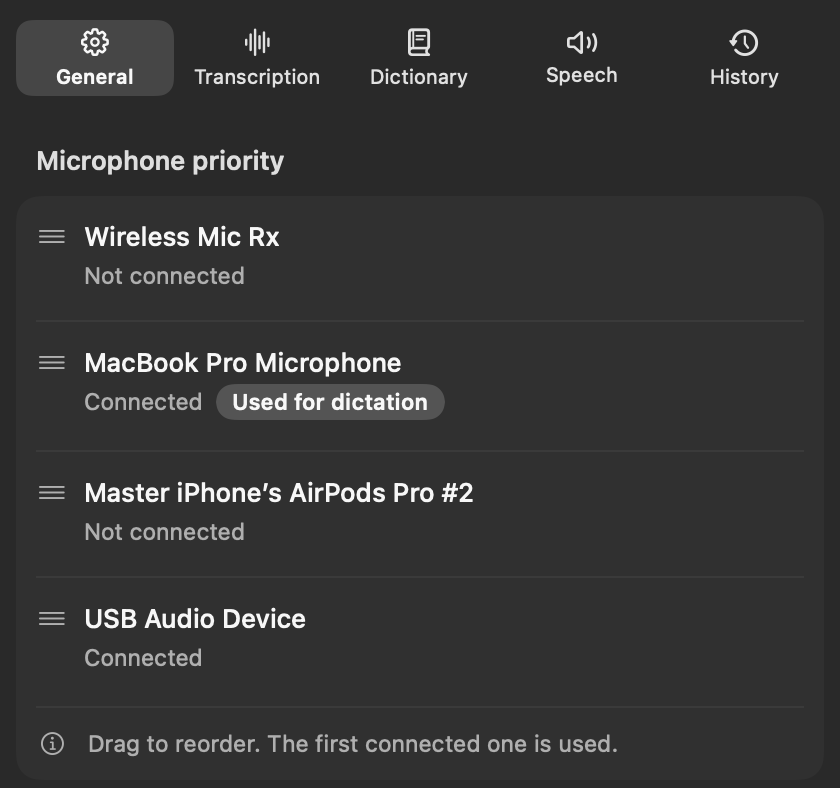 General
Transcription
Dictionary
Speech
History
Microphone priority
Wireless Mic Rx
Not connected
MacBook Pro Microphone
Connected Used for dictation
Master iPhone’s AirPods Pro #2
Not connected
USB Audio Device
Connected
Drag to reorder. The first connected one is used.